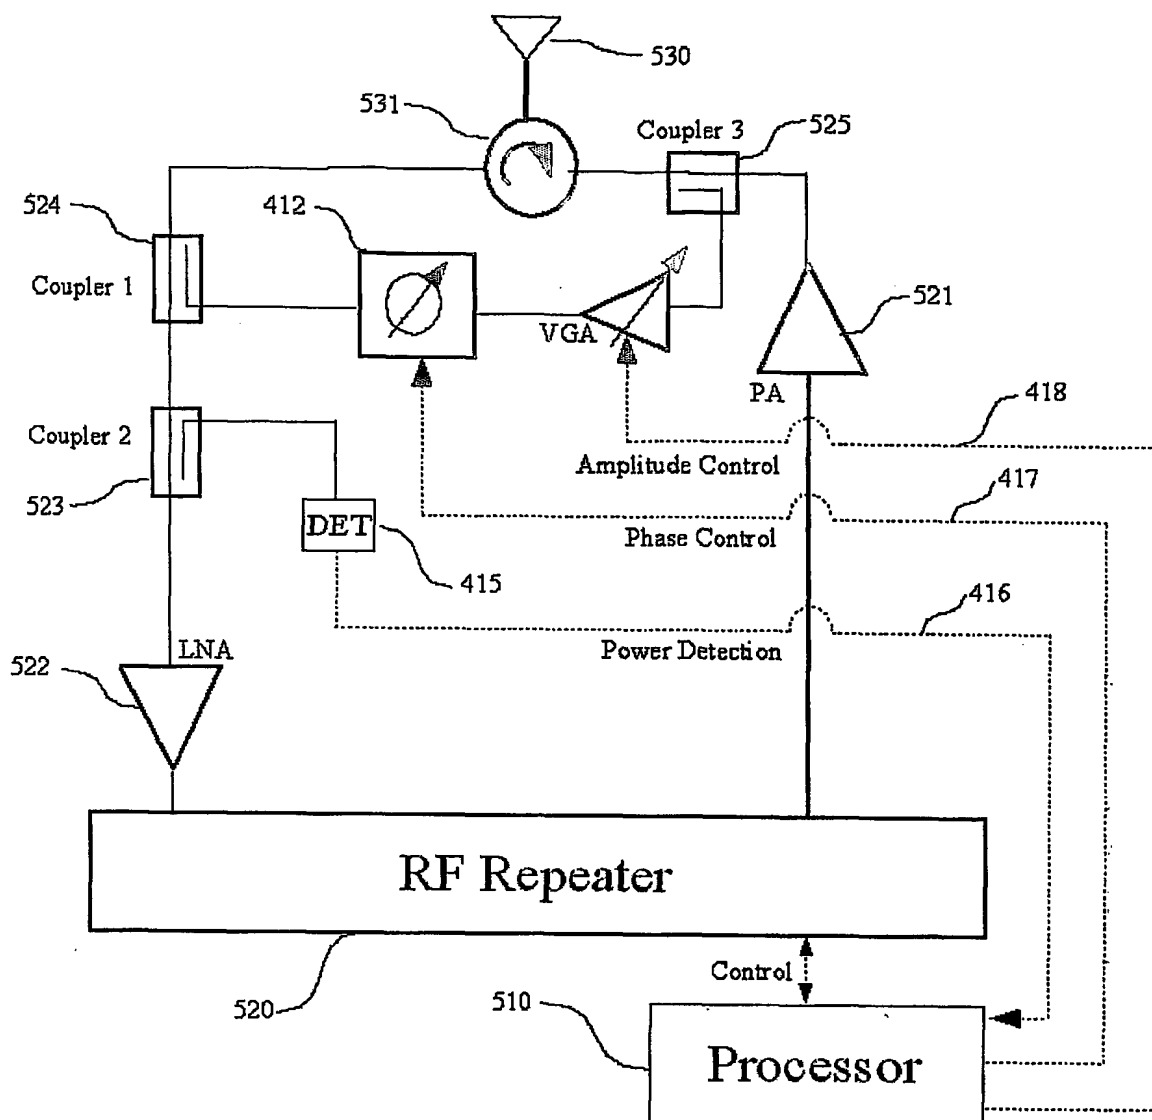 530
531
Coupler 3
525
524
412
Coupler 1
VGA
521
PA
418
Coupler 2
Amplitude Control
523
417
DET
Phase Control
415
416
LNA
Power Detection
522
RF Repeater
Control
520
510
Processor